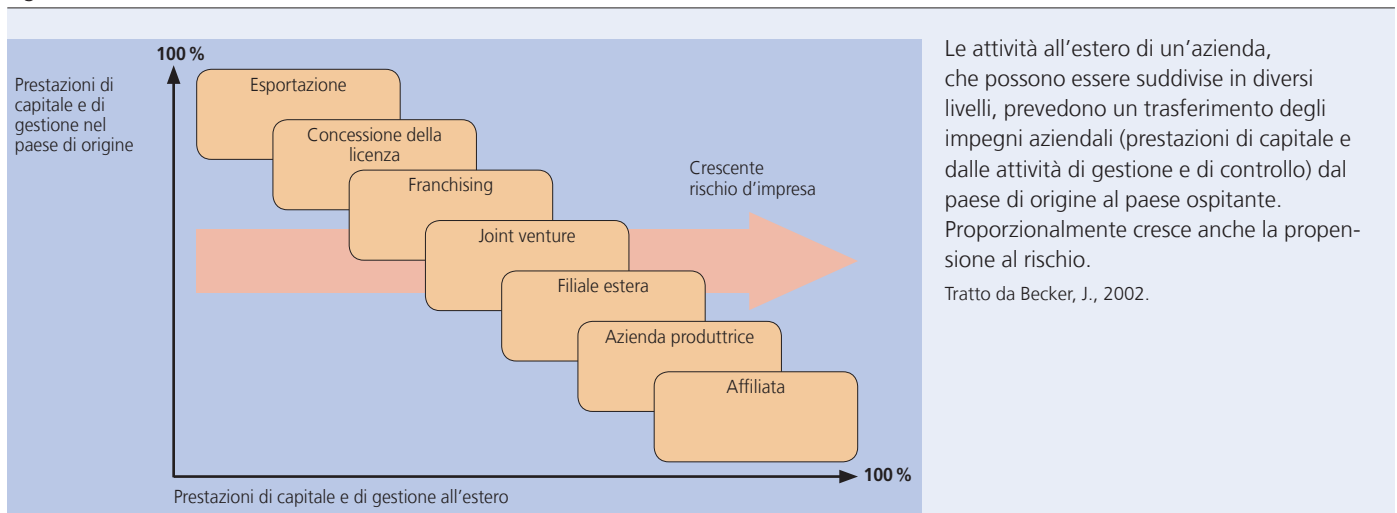 100 %
Prestazioni di
capitale e di
gestione nel
paese di origine
Esportazione
Concessione della
licenza
Franchising
Crescente
rischio d'impresa
Joint venture
Filiale estera
Azienda produttrice
Affiliata
100 %
Prestazioni di capitale e di gestione all'estero
Le attività all'estero di un'azienda,
che possono essere suddivise in diversi
livelli, prevedono un trasferimento degli
impegni aziendali (prestazioni di capitale e
dalle attività di gestione e di controllo) dal
paese di origine al paese ospitante.
Proporzionalmente cresce anche la propen-
sione al rischio.
Tratto da Becker, J., 2002.